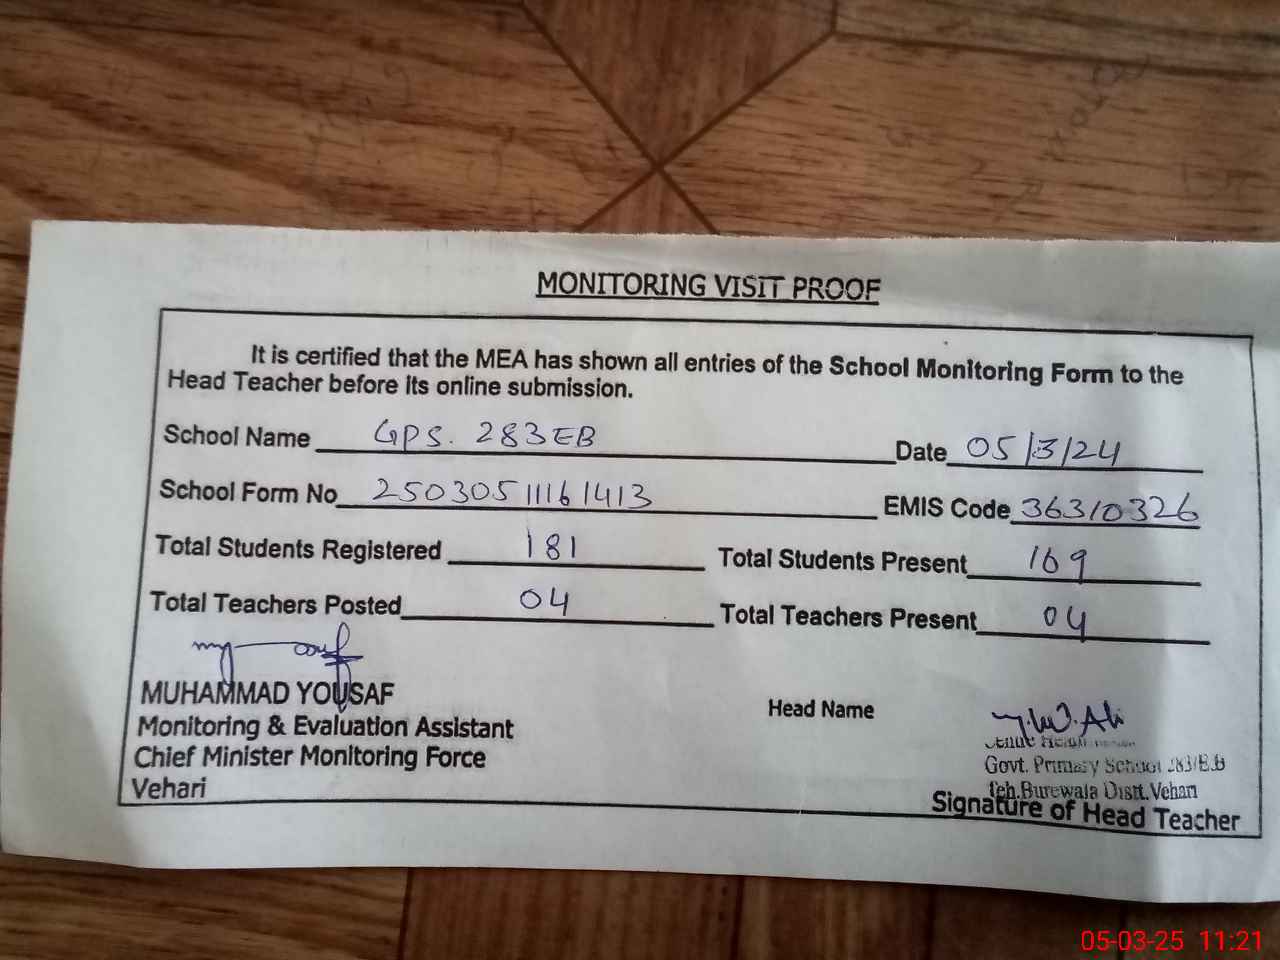 MONITORING VISIT PROOF
It is certified that the MEA has shown all entries of the School Monitoring Form to the
Head Teacher before its online submission.
School Name GPS. 283EB Date 05/3/24
School Form No 25030511161413 EMIS Code 36310326
Total Students Registered 181 Total Students Present 169
Total Teachers Posted 04 Total Teachers Present 04
MUHAMMAD YOUSAF
Monitoring & Evaluation Assistant
Chief Minister Monitoring Force
Vehari
Head Name
Govt. Primary School 283/E.B
Teh.Burewala Distt.Vehari
Signature of Head Teacher
05-03-25 11:21